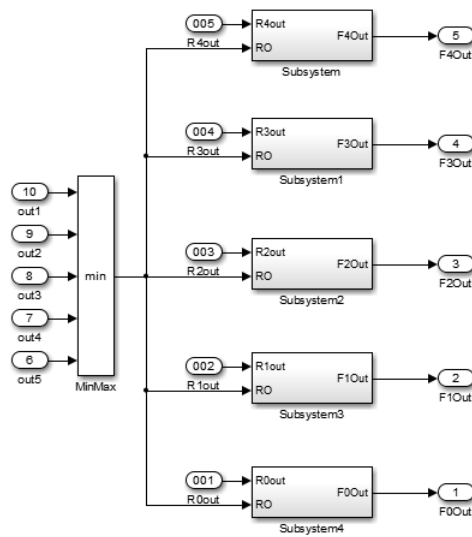 005
R4out
R4out
RO
F4Out
Subsystem
5
F4Out
004
R3out
R3out
RO
F3Out
Subsystem1
4
F3Out
10
out1
9
out2
8
out3
7
out4
6
out5
min
MinMax
003
R2out
R2out
RO
F2Out
Subsystem2
3
F2Out
002
R1out
R1out
RO
F1Out
Subsystem3
2
F1Out
001
R0out
R0out
RO
F0Out
Subsystem4
1
F0Out